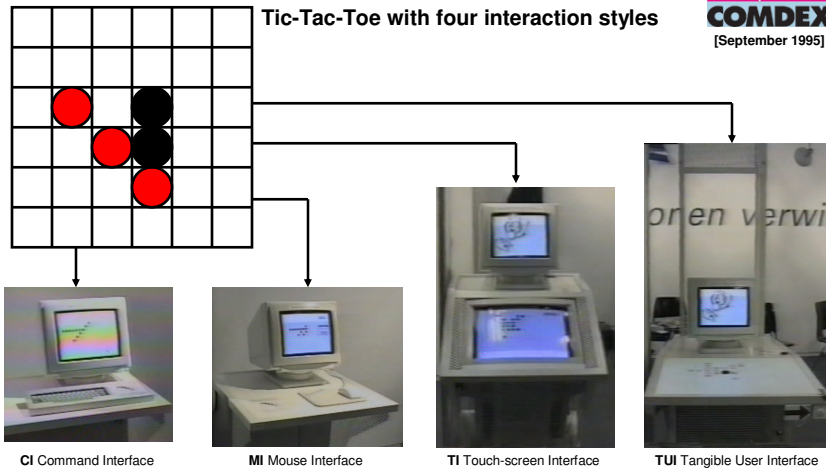 Tic-Tac-Toe with four interaction styles
COMDEX
[September 1995]
onen verwi
CI Command Interface
MI Mouse Interface
TI Touch-screen Interface
TUI Tangible User Interface